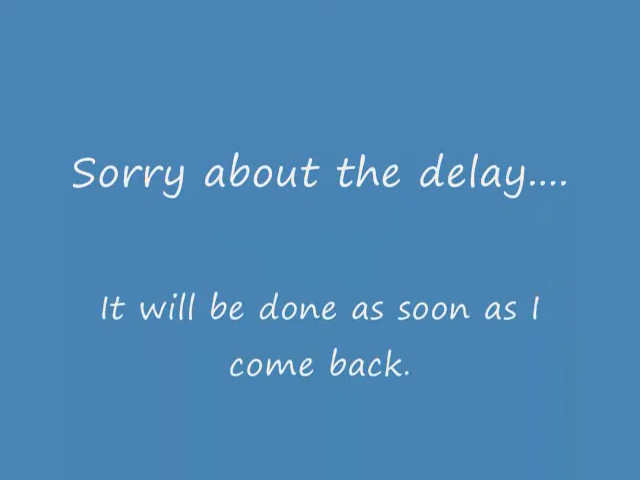 Sorry about the delay....
It will be done as soon as I
come back.